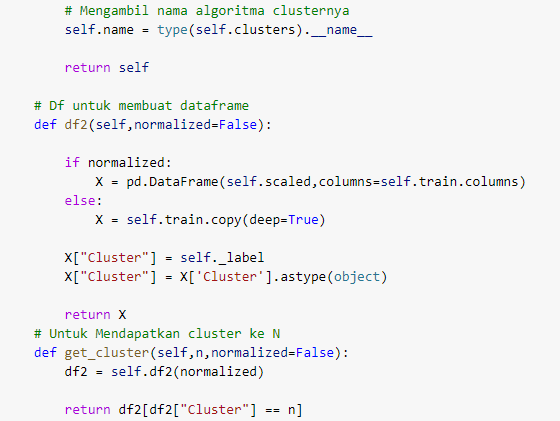 # Mengambil nama algoritma clusternya
self.name = type(self.clusters).__name__
return self
# Df untuk membuat dataframe
def df2(self,normalized=False):
if normalized:
X = pd.DataFrame(self.scaled,columns=self.train.columns)
else:
X = self.train.copy(deep=True)
X["Cluster"] = self._label
X["Cluster"] = X['Cluster'].astype(object)
return X
# Untuk Mendapatkan cluster ke N
def get_cluster(self,n,normalized=False):
df2 = self.df2(normalized)
return df2[df2["Cluster"] == n]